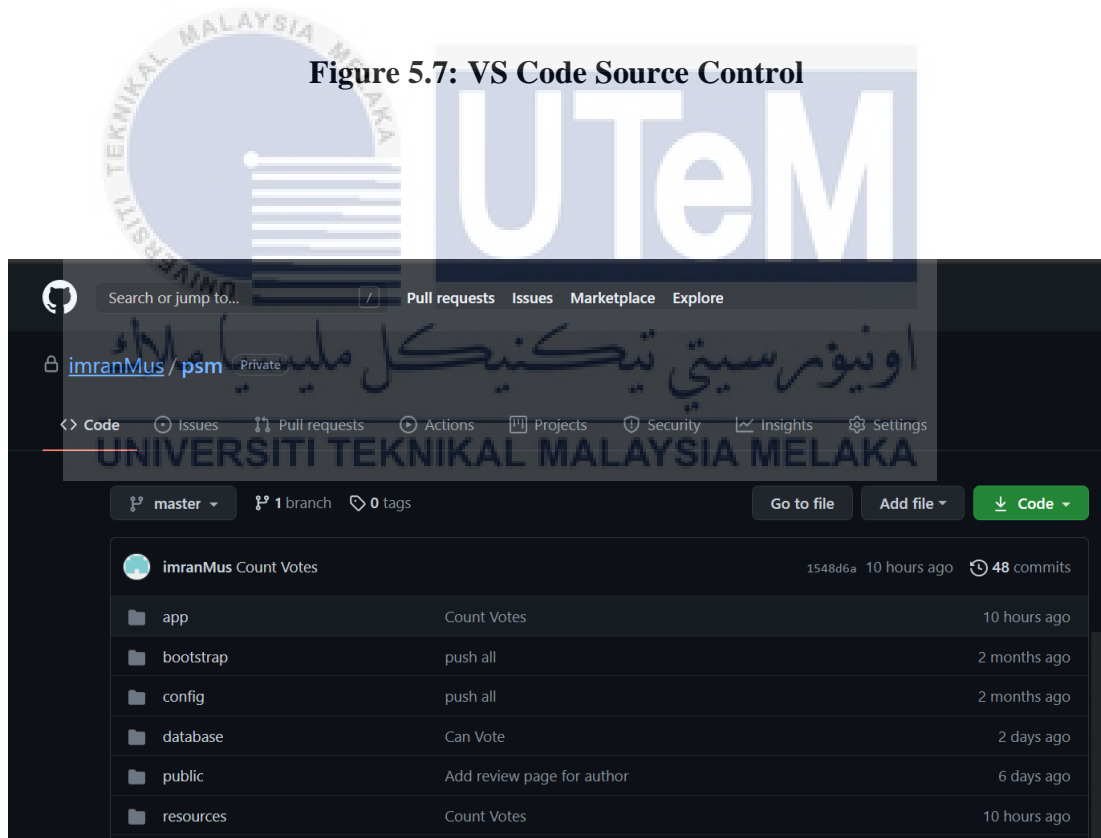 UNIVERSITI TEKNIKAL MALAYSIA MELAKA
Figure 5.7: VS Code Source Control
UTeM
Search or jump to... / Pull requests Issues Marketplace Explore
اونيۏرسيتي تيکنيکل مليسيا ملاك
imranMus / psm Private
<> Code Issues Pull requests Actions Projects Security Insights Settings
UNIVERSITI TEKNIKAL MALAYSIA MELAKA
master 1 branch 0 tags Go to file Add file Code
imranMus Count Votes 1548d6a 10 hours ago 48 commits
app Count Votes 10 hours ago
bootstrap push all 2 months ago
config push all 2 months ago
database Can Vote 2 days ago
public Add review page for author 6 days ago
resources Count Votes 10 hours ago